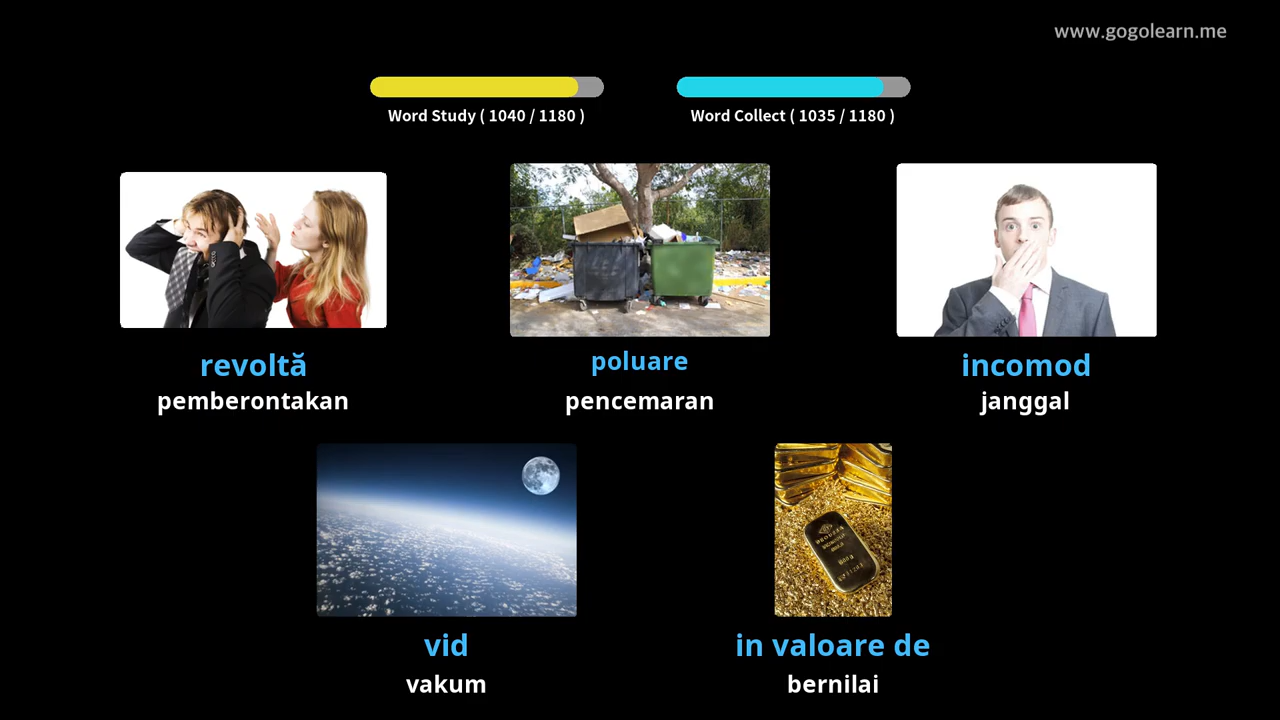 www.gogolearn.me
Word Study ( 1040 / 1180 )
Word Collect ( 1035 / 1180 )
revoltă
pemberontakan
poluare
pencemaran
incomod
janggal
vid
vakum
in valoare de
bernilai